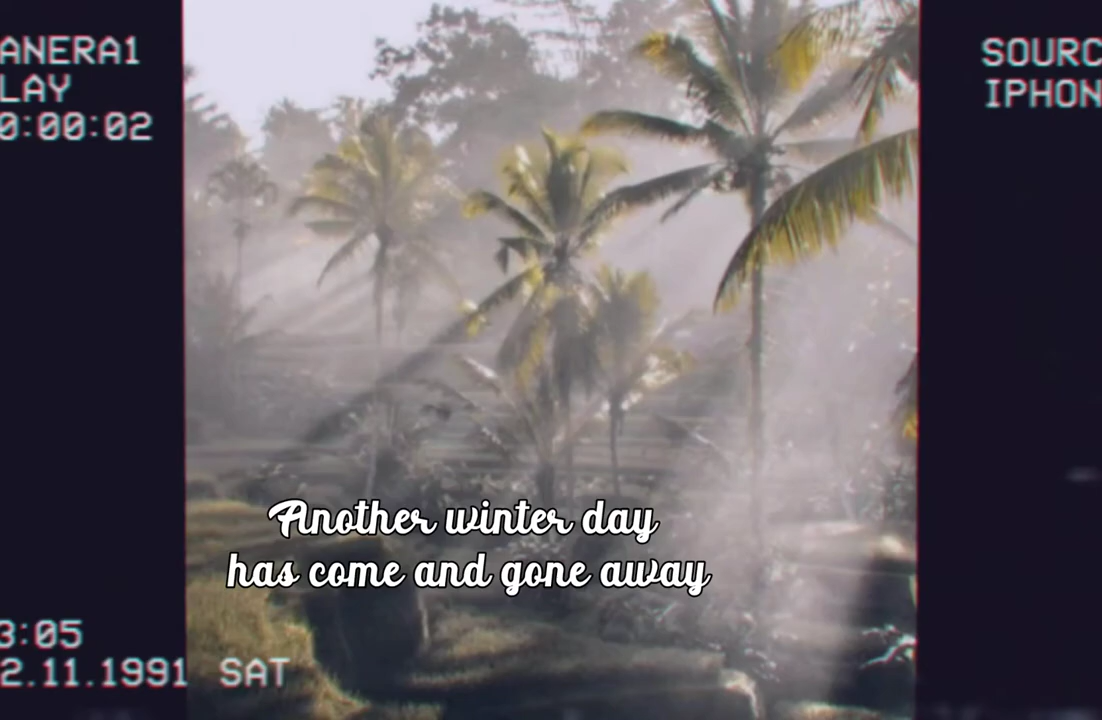 ANERA1
LAY
0:00:02
SOURC
IPHON
Another winter day
has come and gone away
3:05
2.11.1991 SAT